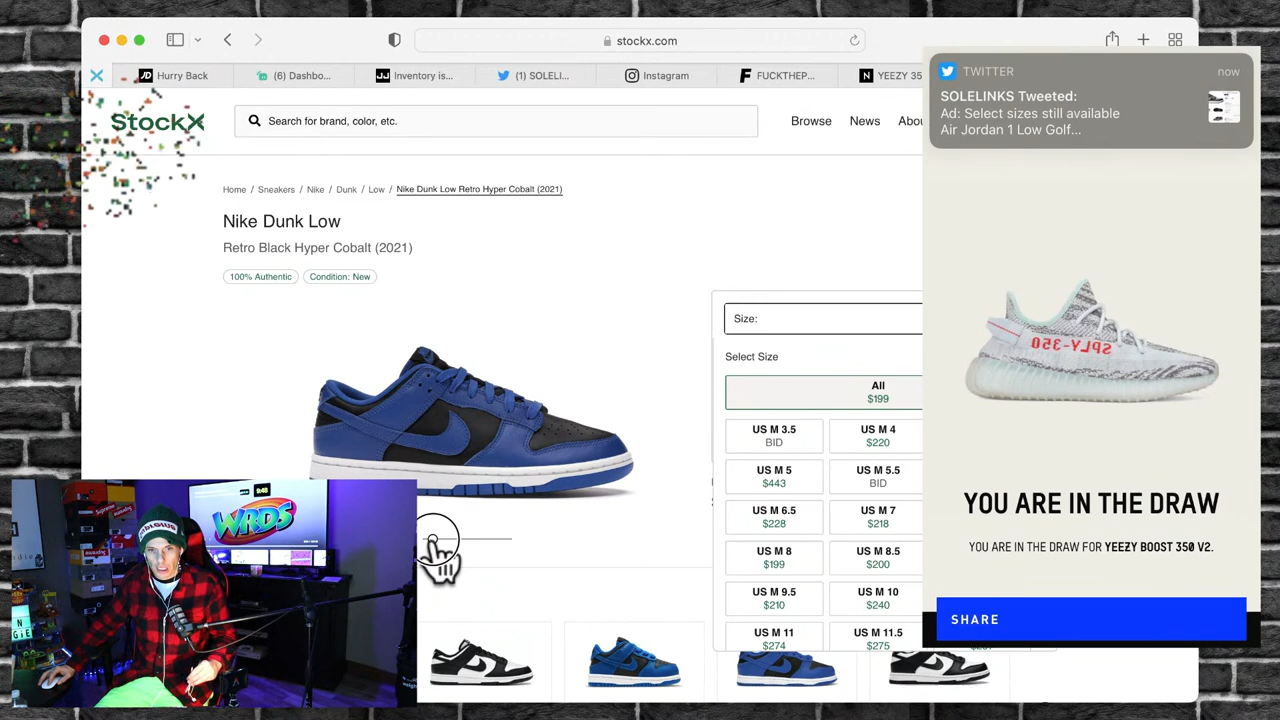 stockx.com
Hurry Back
(6) Dashbo...
Inventory is...
(1) SOLELI...
Instagram
FUCKTHEP...
YEEZY 35
StockX
Search for brand, color, etc.
Browse
News
Abou
Home / Sneakers / Nike / Dunk / Low / Nike Dunk Low Retro Hyper Cobalt (2021)
Nike Dunk Low
Retro Black Hyper Cobalt (2021)
100% Authentic
Condition: New
Size:
Select Size
All
$199
US M 3.5
BID
US M 4
$220
US M 5
$443
US M 5.5
BID
US M 6.5
$228
US M 7
$218
US M 8
$199
US M 8.5
$200
US M 9.5
$210
US M 10
$240
US M 11
$274
US M 11.5
$275
TWITTER
now
SOLELINKS Tweeted:
Ad: Select sizes still available
Air Jordan 1 Low Golf...
SPLY-350
YOU ARE IN THE DRAW
YOU ARE IN THE DRAW FOR YEEZY BOOST 350 V2.
SHARE
9:48
WRDS
Supreme